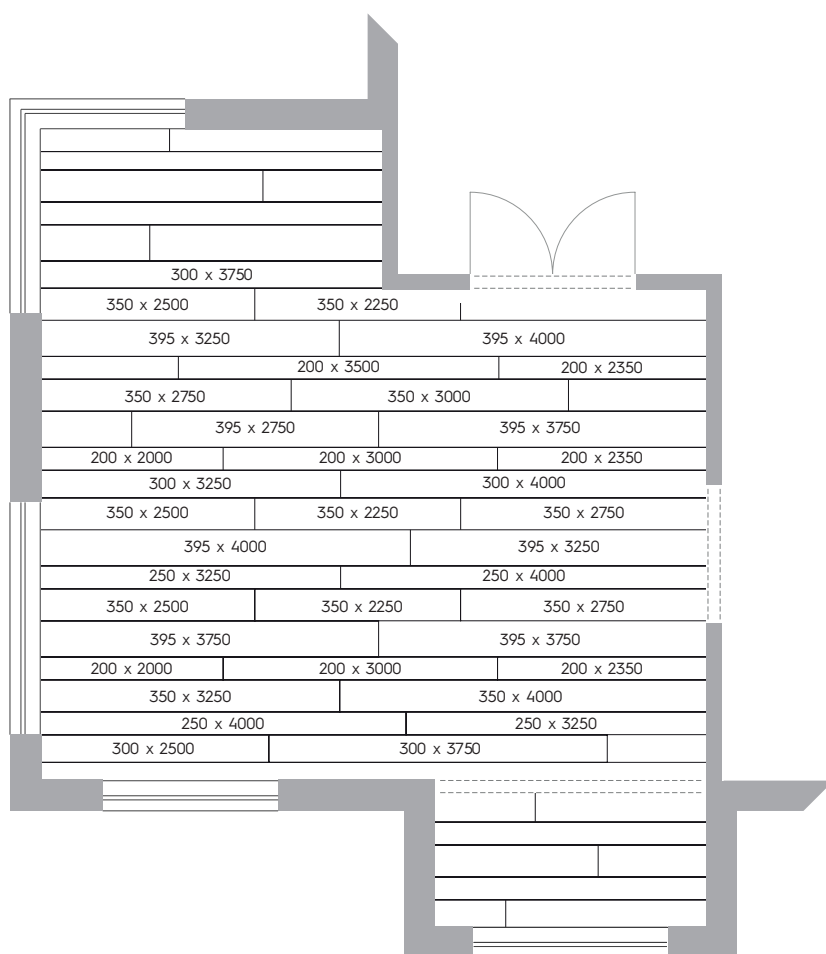 300 x 3750
350 x 2500 350 x 2250
395 x 3250 395 x 4000
200 x 3500 200 x 2350
350 x 2750 350 x 3000
395 x 2750 395 x 3750
200 x 2000 200 x 3000 200 x 2350
300 x 3250 300 x 4000
350 x 2500 350 x 2250 350 x 2750
395 x 4000 395 x 3250
250 x 3250 250 x 4000
350 x 2500 350 x 2250 350 x 2750
395 x 3750 395 x 3750
200 x 2000 200 x 3000 200 x 2350
350 x 3250 350 x 4000
250 x 4000 250 x 3250
300 x 2500 300 x 3750